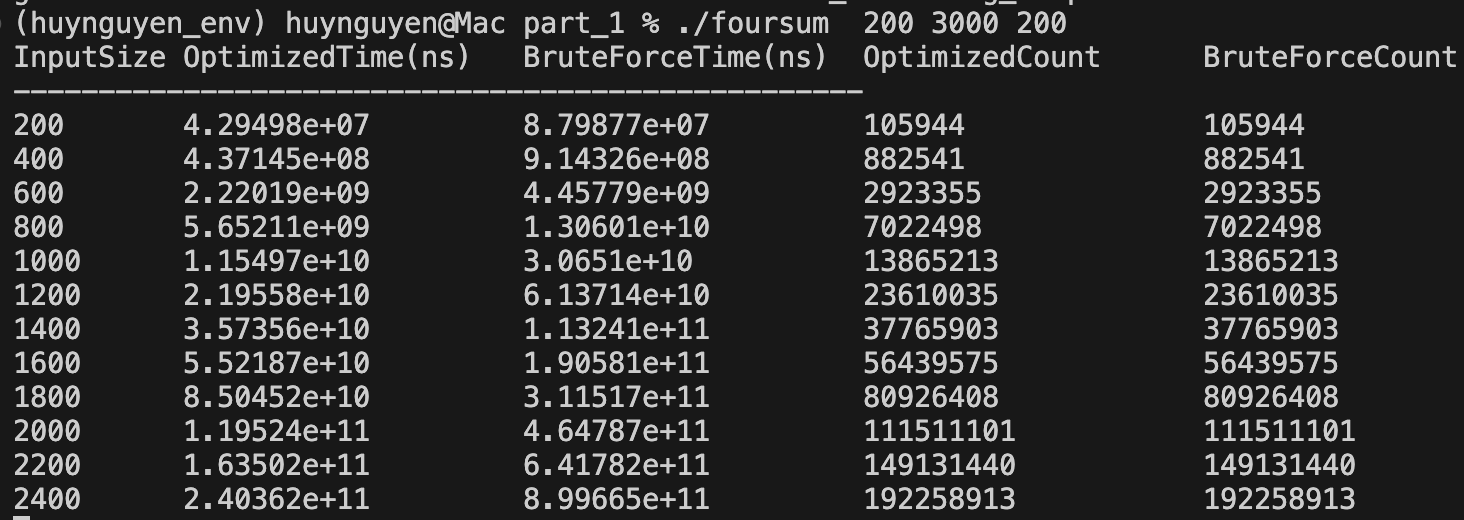 (huynguyen_env) huynguyen@Mac part_1 % ./foursum  200 3000 200
InputSize OptimizedTime(ns)   BruteForceTime(ns)  OptimizedCount      BruteForceCount
--------------------------------------------------
200       4.29498e+07         8.79877e+07         105944              105944
400       4.37145e+08         9.14326e+08         882541              882541
600       2.22019e+09         4.45779e+09         2923355             2923355
800       5.65211e+09         1.30601e+10         7022498             7022498
1000      1.15497e+10         3.0651e+10          13865213            13865213
1200      2.19558e+10         6.13714e+10         23610035            23610035
1400      3.57356e+10         1.13241e+11         37765903            37765903
1600      5.52187e+10         1.90581e+11         56439575            56439575
1800      8.50452e+10         3.11517e+11         80926408            80926408
2000      1.19524e+11         4.64787e+11         111511101           111511101
2200      1.63502e+11         6.41782e+11         149131440           149131440
2400      2.40362e+11         8.99665e+11         192258913           192258913